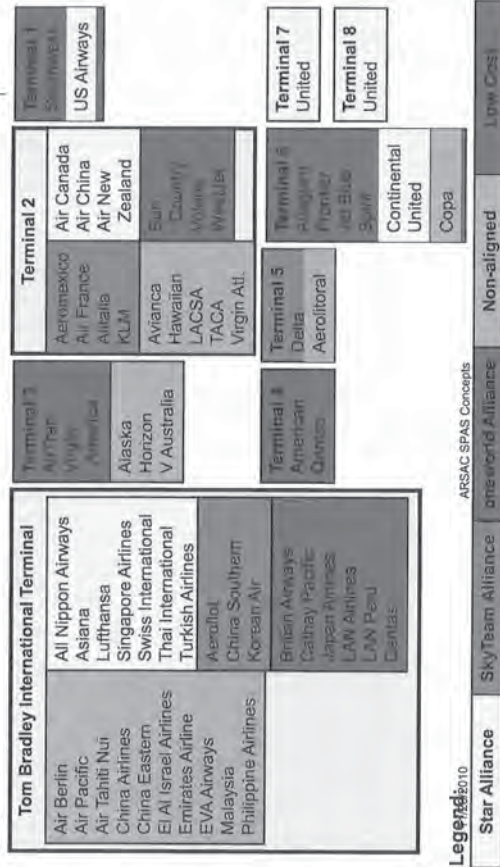 Tom Bradley International Terminal
Air Berlin
Air Pacific
Air Tahiti Nui
China Airlines
China Eastern
El Al Israel Airlines
Emirates Airline
EVA Airways
Malaysia
Philippine Airlines
All Nippon Airways
Asiana
Lufthansa
Singapore Airlines
Swiss International
Thai International
Turkish Airlines
Aeroflot
China Southern
Korean Air
British Airways
Cathay Pacific
Japan Airlines
LAN Airlines
LAN Peru
Qantas
Terminal 3
AirTran
Virgin
America
Alaska
Horizon
V Australia
Terminal 2
Aeromexico
Air France
Alitalia
KLM
Air Canada
Air China
Air New
Zealand
Avianca
Hawaiian
LACSA
TACA
Virgin Atl.
Sun
Country
Volaris
WestJet
Terminal 1
Southwest
US Airways
Terminal 4
American
Qantas
Terminal 5
Delta
Aerolitoral
Terminal 6
Allegiant
Frontier
Jet Blue
Spirit
Continental
United
Copa
Terminal 7
United
Terminal 8
United
Legend:
ARSAC SPAS Concepts
Star Alliance
SkyTeam Alliance
oneworld Alliance
Non-aligned
Low Cost